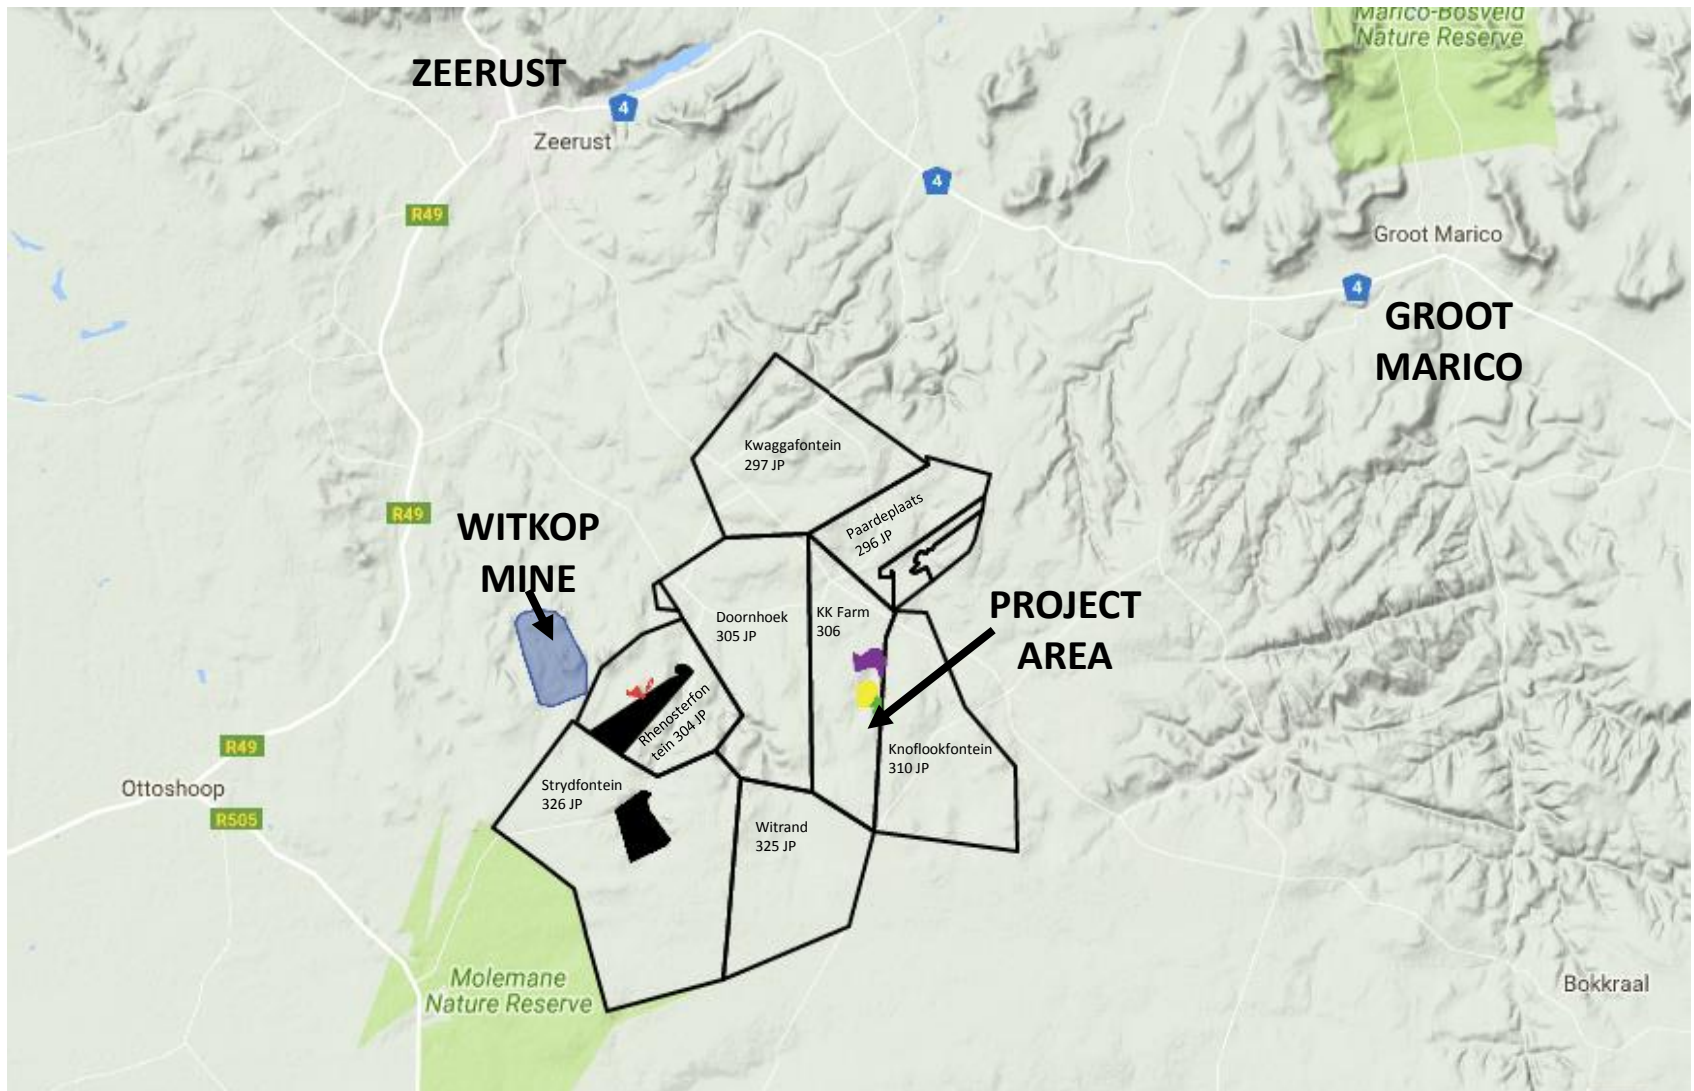 Marico-Bosveld
Nature Reserve
ZEERUST
4
Zeerust
4
R49
Groot Marico
4
GROOT
MARICO
Kwaggafontein
297 JP
R49
WITKOP
MINE
Paardeplaats
296 JP
Doornhoek
305 JP
KK Farm
306
PROJECT
AREA
Rhenosterfon
tein 304 JP
R49
Knoflookfontein
310 JP
Ottoshoop
Strydfontein
326 JP
R505
Witrand
325 JP
Molemane
Nature Reserve
Bokkraal